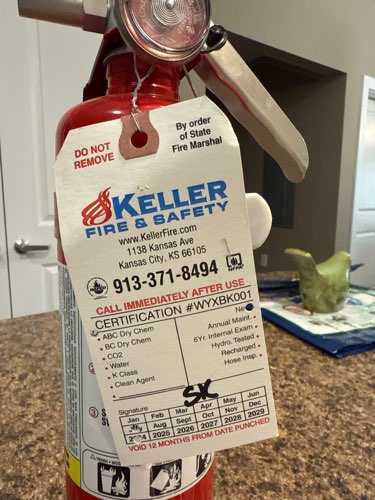 DO NOT
REMOVE
By order
of State
Fire Marshal
KELLER
FIRE & SAFETY
www.KellerFire.com
1138 Kansas Ave
Kansas City, KS 66105
913-371-8494
NFPA
CALL IMMEDIATELY AFTER USE
CERTIFICATION #WYXBK001
• ABC Dry Chem
• BC Dry Chem
• CO2
• Water
• K Class
• Clean Agent
New
Annual Maint. •
6Yr. Internal Exam •
Hydro. Tested •
Recharged •
Hose Insp. •
SK
Signature
Jan Feb Mar Apr May Jun
Aug Sept Oct Nov Dec
2025 2026 2027 2028 2029
VOID 12 MONTHS FROM DATE PUNCHED